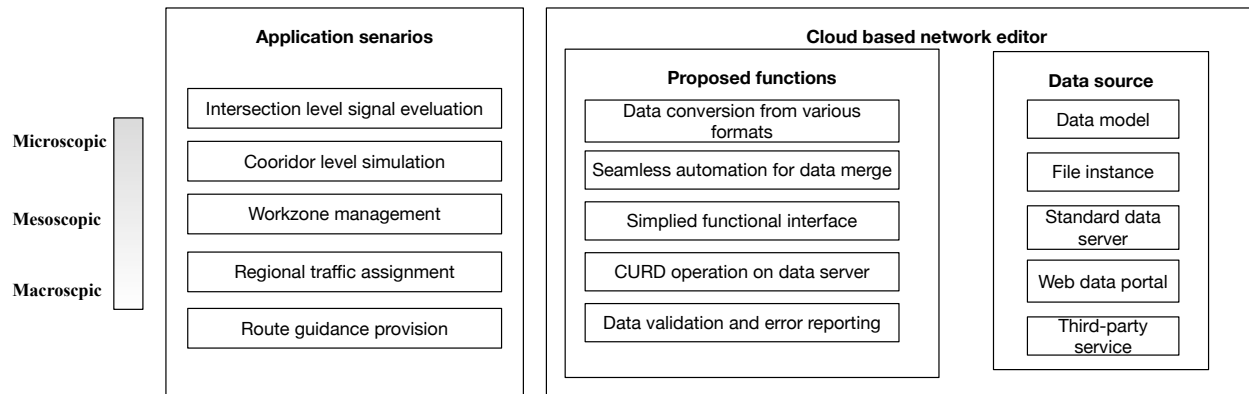 Microscopic
Mesoscopic
Macroscpic
Application senarios
Intersection level signal eveluation
Cooridor level simulation
Workzone management
Regional traffic assignment
Route guidance provision
Cloud based network editor
Proposed functions
Data conversion from various
formats
Seamless automation for data merge
Simplied functional interface
CURD operation on data server
Data validation and error reporting
Data source
Data model
File instance
Standard data
server
Web data portal
Third-party
service